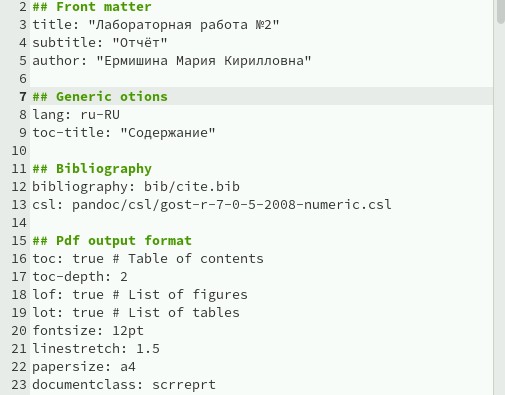 2 ## Front matter
3 title: "Лабораторная работа №2"
4 subtitle: "Отчёт"
5 author: "Ермишина Мария Кирилловна"
6
7 ## Generic otions
8 lang: ru-RU
9 toc-title: "Содержание"
10
11 ## Bibliography
12 bibliography: bib/cite.bib
13 csl: pandoc/csl/gost-r-7-0-5-2008-numeric.csl
14
15 ## Pdf output format
16 toc: true # Table of contents
17 toc-depth: 2
18 lof: true # List of figures
19 lot: true # List of tables
20 fontsize: 12pt
21 linestretch: 1.5
22 papersize: a4
23 documentclass: scrreprt